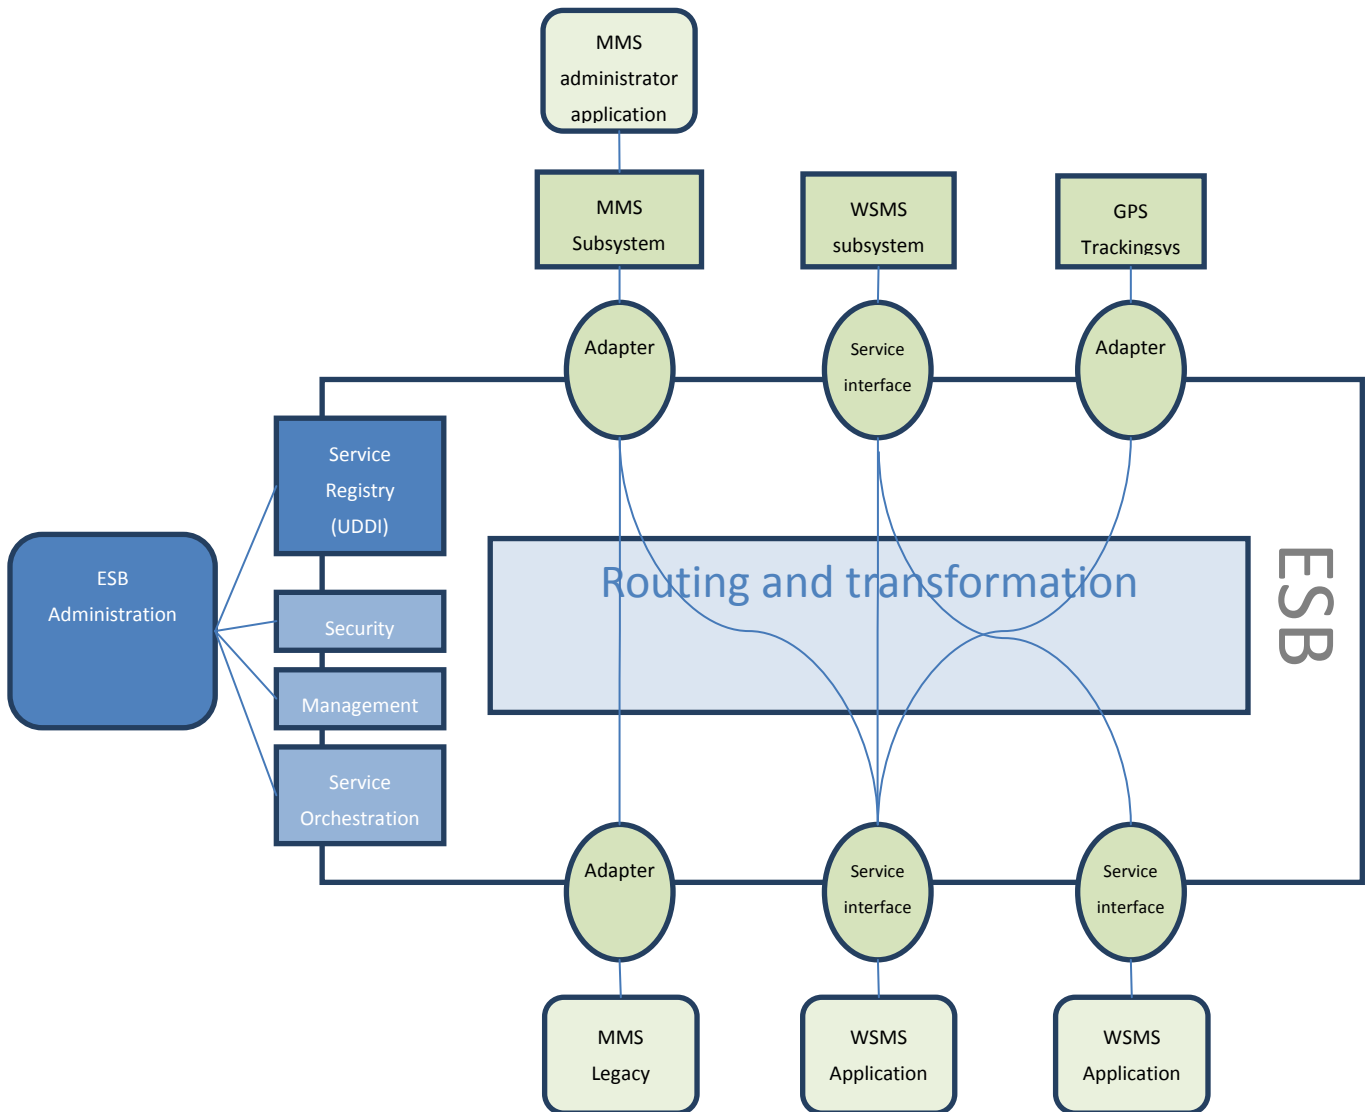 MMS
administrator
application
MMS
Subsystem
WSMS
subsystem
GPS
Trackingsys
Adapter
Service
interface
Adapter
Service
Registry
(UDDI)
ESB
Administration
Security
Management
Service
Orchestration
Routing and transformation
ESB
Adapter
Service
interface
Service
interface
MMS
Legacy
WSMS
Application
WSMS
Application